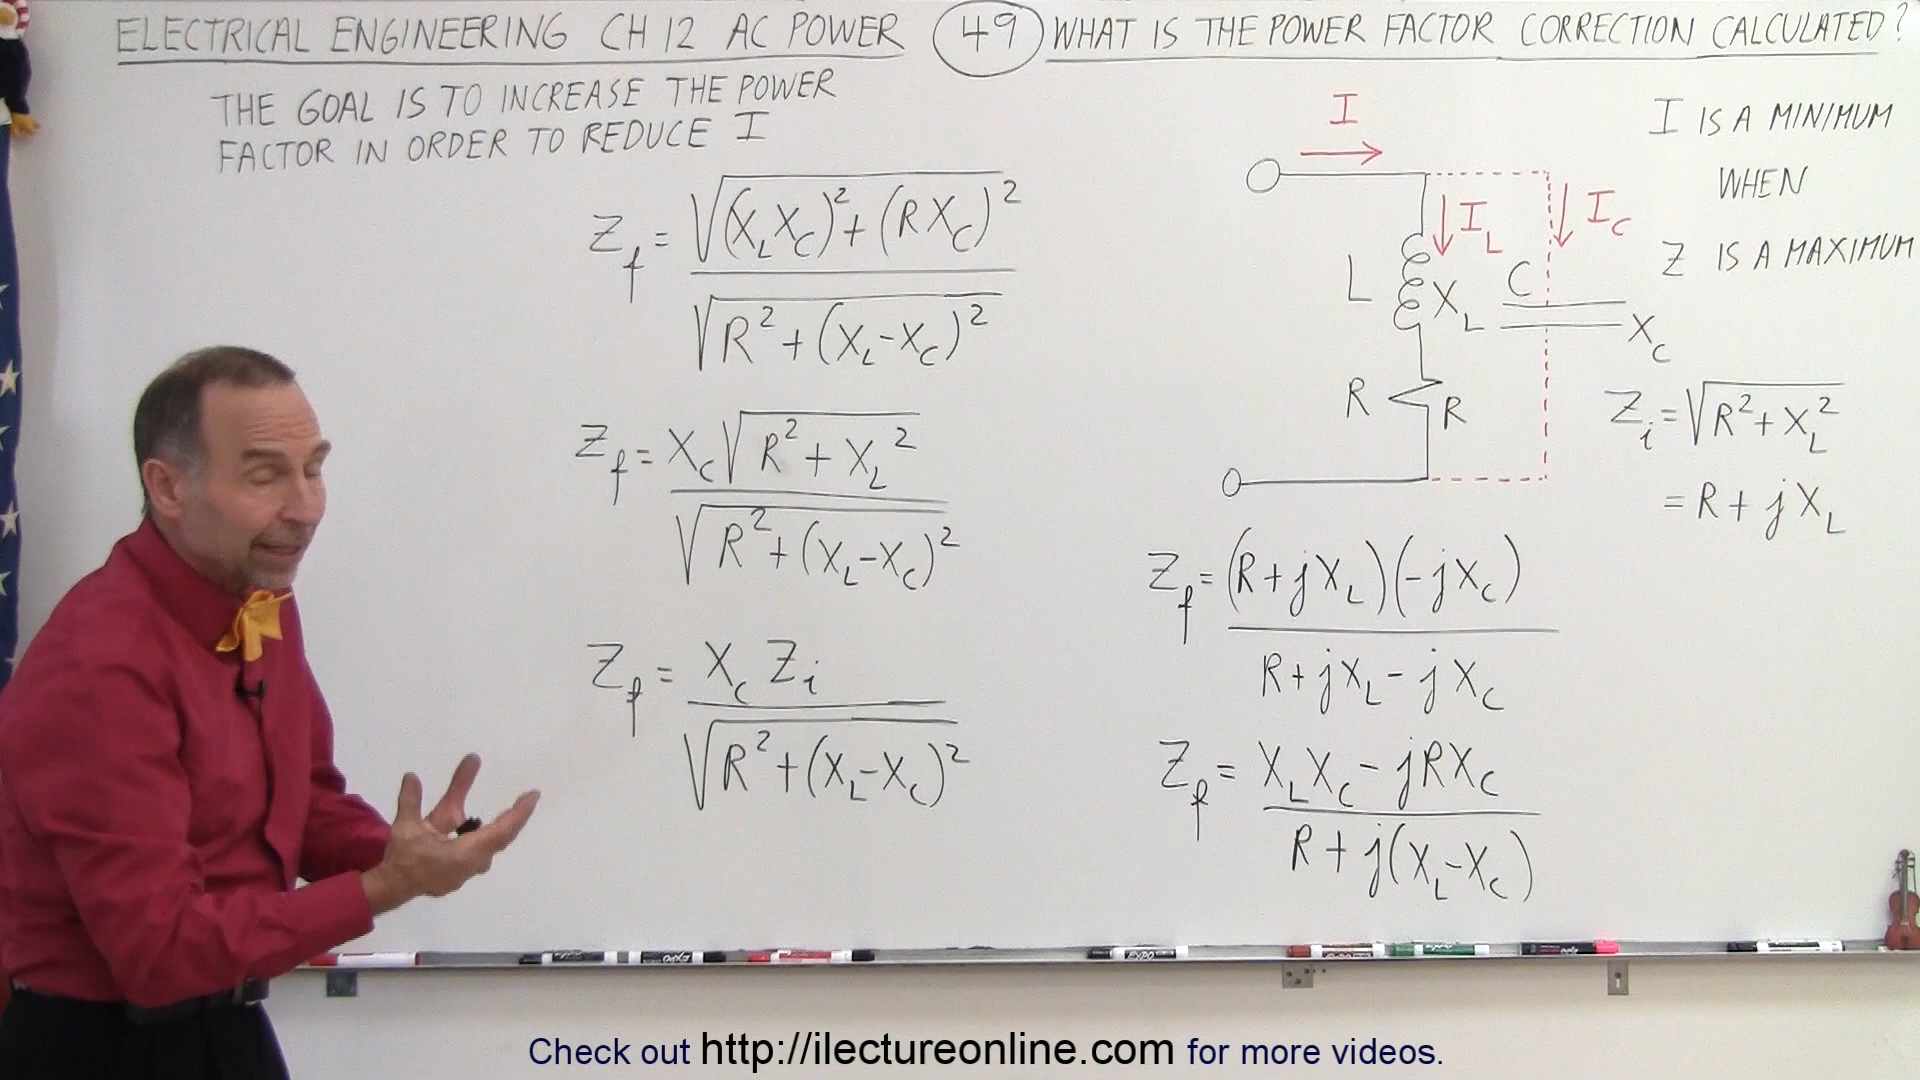 ELECTRICAL ENGINEERING CH 12 AC POWER 49 WHAT IS THE POWER FACTOR CORRECTION CALCULATED?
THE GOAL IS TO INCREASE THE POWER
FACTOR IN ORDER TO REDUCE I
Z_f = √((X_L X_C)² + (R X_C)²) / √(R² + (X_L - X_C)²)
Z_f = X_C √(R² + X_L²) / √(R² + (X_L - X_C)²)
Z_f = X_C Z_i / √(R² + (X_L - X_C)²)
I
I_L
I_C
L
X_L
C
X_C
R
R
I IS A MINIMUM
WHEN
Z IS A MAXIMUM
Z_i = √(R² + X_L²)
= R + jX_L
Z_f = (R + jX_L)(-jX_C) / R + jX_L - jX_C
Z_f = X_L X_C - jRX_C / R + j(X_L - X_C)
EXPO
Check out http://ilectureonline.com for more videos.